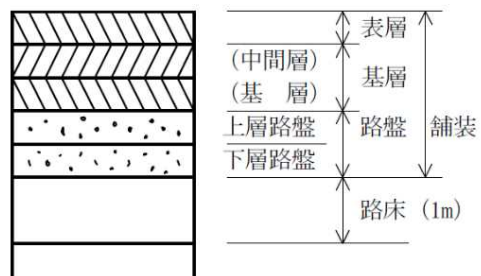 表層
(中間層)
(基　層)
基層
上層路盤
下層路盤
路盤
舗装
路床 (1m)